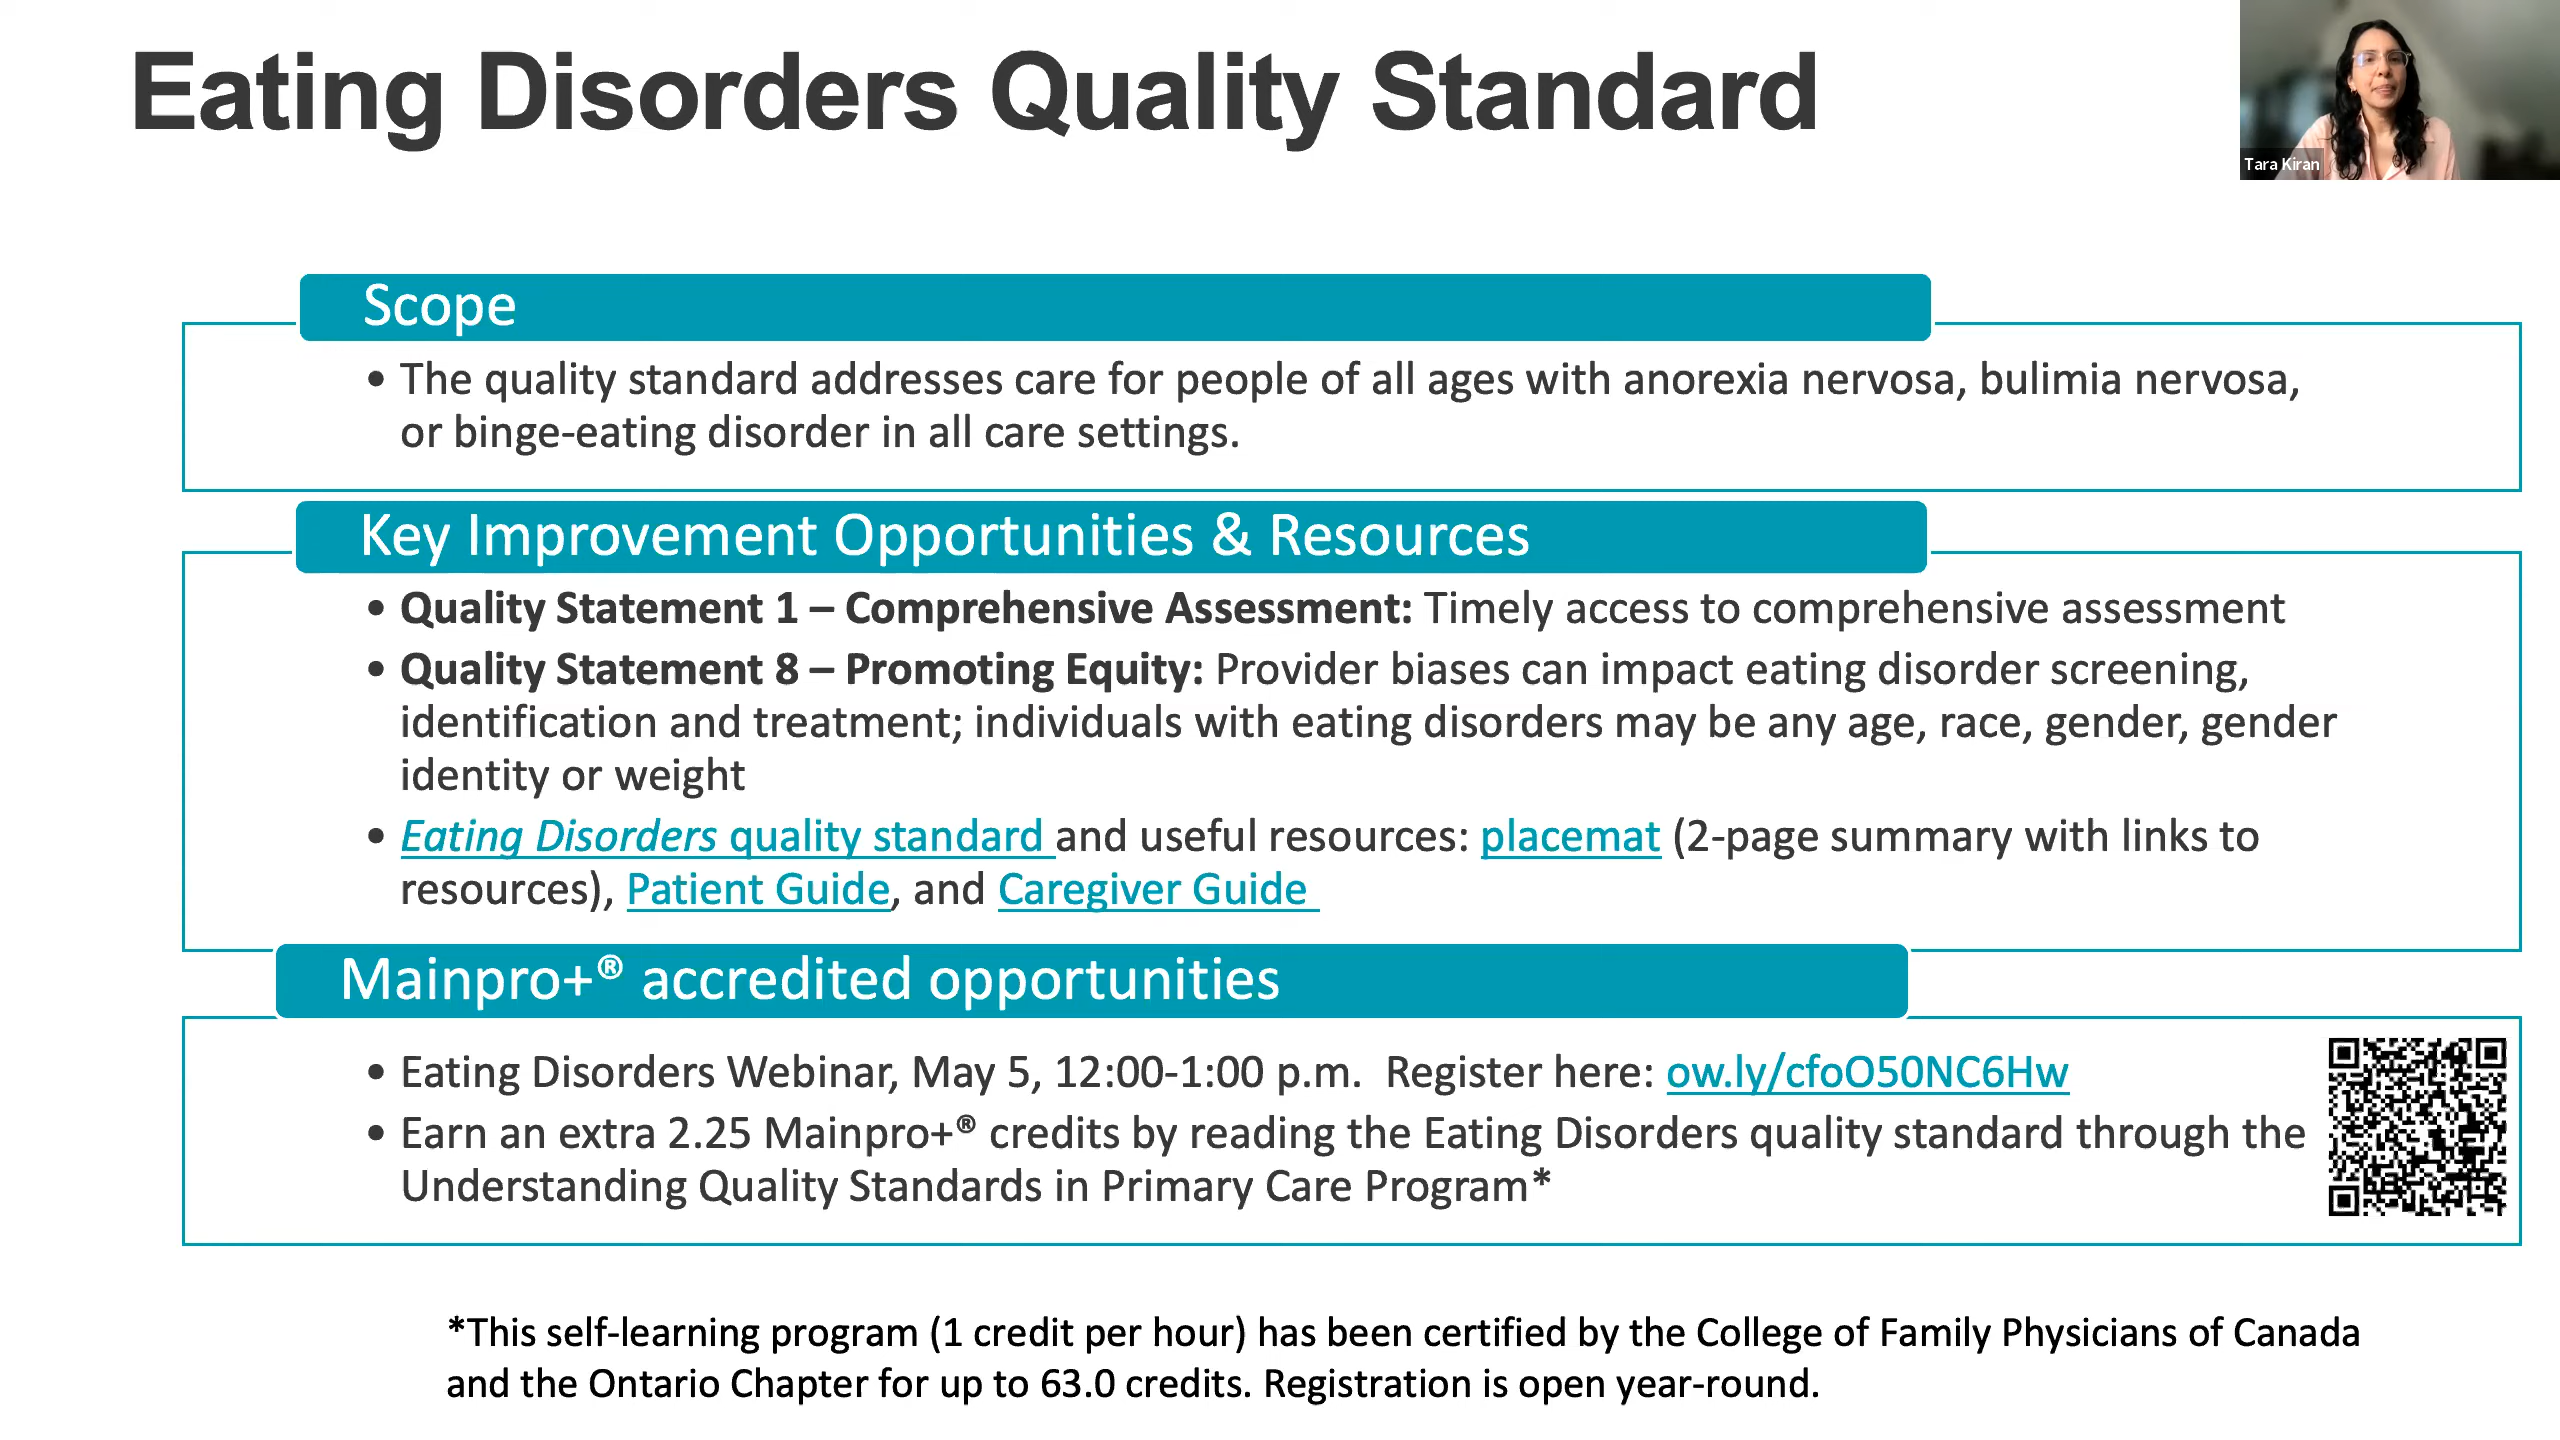 Eating Disorders Quality Standard
Tara Kiran
Scope
• The quality standard addresses care for people of all ages with anorexia nervosa, bulimia nervosa,
or binge-eating disorder in all care settings.
Key Improvement Opportunities & Resources
• Quality Statement 1 – Comprehensive Assessment: Timely access to comprehensive assessment
• Quality Statement 8 – Promoting Equity: Provider biases can impact eating disorder screening,
identification and treatment; individuals with eating disorders may be any age, race, gender, gender
identity or weight
• Eating Disorders quality standard and useful resources: placemat (2-page summary with links to
resources), Patient Guide, and Caregiver Guide
Mainpro+® accredited opportunities
• Eating Disorders Webinar, May 5, 12:00-1:00 p.m.  Register here: ow.ly/cfoO50NC6Hw
• Earn an extra 2.25 Mainpro+® credits by reading the Eating Disorders quality standard through the
Understanding Quality Standards in Primary Care Program*
*This self-learning program (1 credit per hour) has been certified by the College of Family Physicians of Canada
and the Ontario Chapter for up to 63.0 credits. Registration is open year-round.